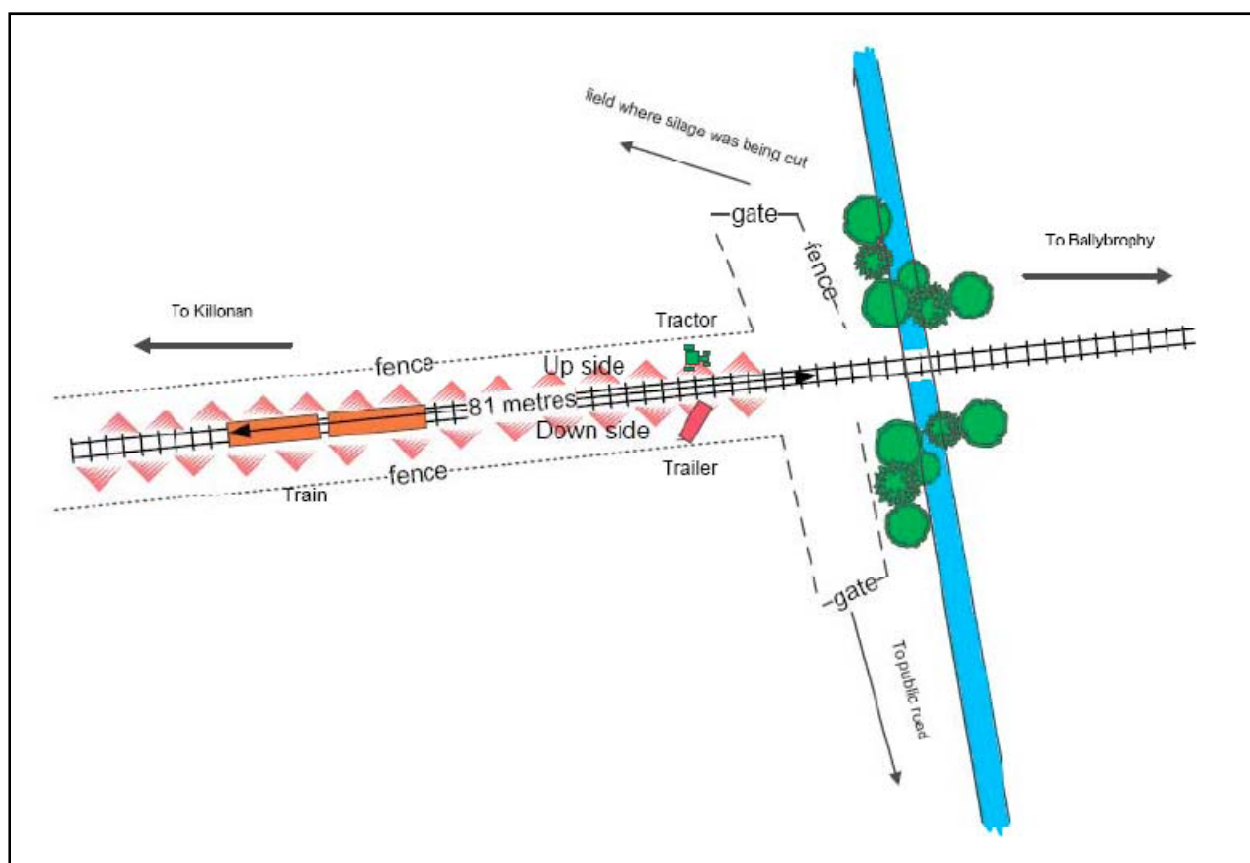 field where silage was being cut
gate
fence
To Ballybrophy
To Killonan
Tractor
fence
Up side
81 metres
Down side
fence
Trailer
Train
gate
To public road